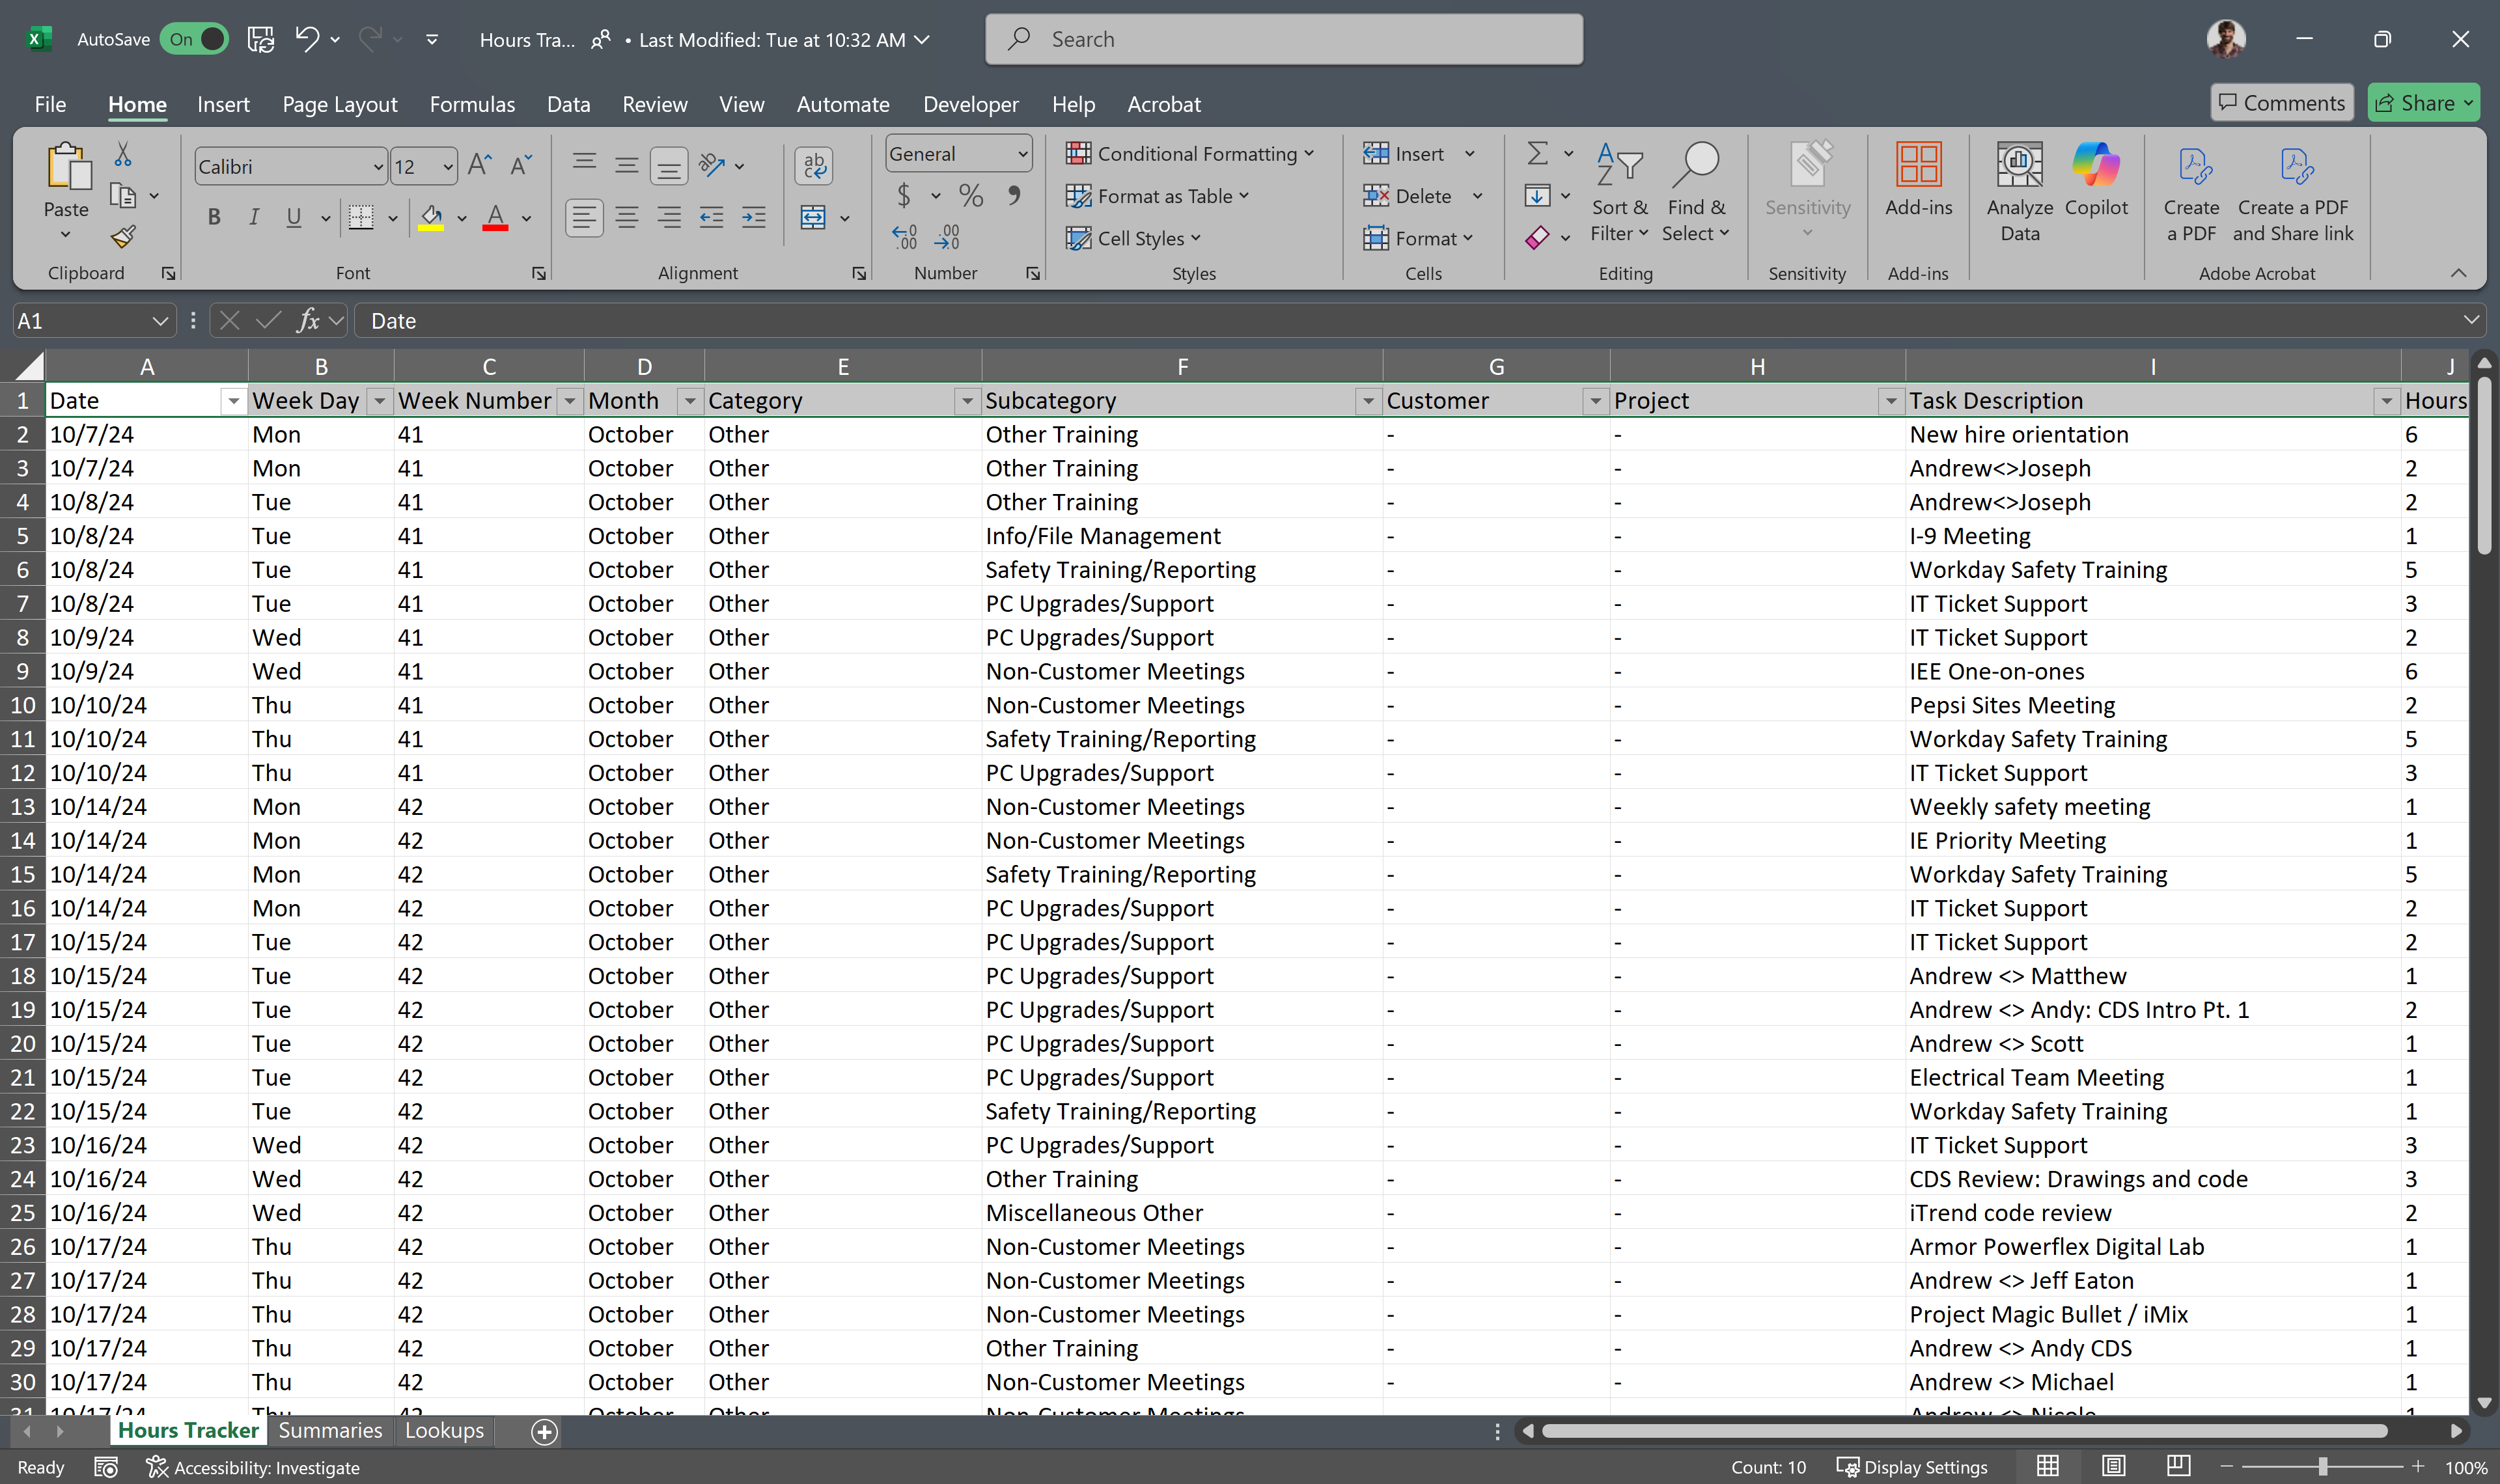 AutoSave On Hours Tra... • Last Modified: Tue at 10:32 AM Search
File Home Insert Page Layout Formulas Data Review View Automate Developer Help Acrobat Comments Share
Paste
Clipboard
Calibri 12
B I U A
Font
ab
Alignment
General
$ % 9
Number
Conditional Formatting
Format as Table
Cell Styles
Styles
Insert
Delete
Format
Cells
Sort & Filter
Find & Select
Editing
Sensitivity
Sensitivity
Add-ins
Add-ins
Analyze Data
Copilot
Create a PDF
Create a PDF and Share link
Adobe Acrobat
A1 fx Date
A B C D E F G H I J
1 Date Week Day Week Number Month Category Subcategory Customer Project Task Description Hours
2 10/7/24 Mon 41 October Other Other Training - - New hire orientation 6
3 10/7/24 Mon 41 October Other Other Training - - Andrew<>Joseph 2
4 10/8/24 Tue 41 October Other Other Training - - Andrew<>Joseph 2
5 10/8/24 Tue 41 October Other Info/File Management - - I-9 Meeting 1
6 10/8/24 Tue 41 October Other Safety Training/Reporting - - Workday Safety Training 5
7 10/8/24 Tue 41 October Other PC Upgrades/Support - - IT Ticket Support 3
8 10/9/24 Wed 41 October Other PC Upgrades/Support - - IT Ticket Support 2
9 10/9/24 Wed 41 October Other Non-Customer Meetings - - IEE One-on-ones 6
10 10/10/24 Thu 41 October Other Non-Customer Meetings - - Pepsi Sites Meeting 2
11 10/10/24 Thu 41 October Other Safety Training/Reporting - - Workday Safety Training 5
12 10/10/24 Thu 41 October Other PC Upgrades/Support - - IT Ticket Support 3
13 10/14/24 Mon 42 October Other Non-Customer Meetings - - Weekly safety meeting 1
14 10/14/24 Mon 42 October Other Non-Customer Meetings - - IE Priority Meeting 1
15 10/14/24 Mon 42 October Other Safety Training/Reporting - - Workday Safety Training 5
16 10/14/24 Mon 42 October Other PC Upgrades/Support - - IT Ticket Support 2
17 10/15/24 Tue 42 October Other PC Upgrades/Support - - IT Ticket Support 2
18 10/15/24 Tue 42 October Other PC Upgrades/Support - - Andrew <> Matthew 1
19 10/15/24 Tue 42 October Other PC Upgrades/Support - - Andrew <> Andy: CDS Intro Pt. 1 2
20 10/15/24 Tue 42 October Other PC Upgrades/Support - - Andrew <> Scott 1
21 10/15/24 Tue 42 October Other PC Upgrades/Support - - Electrical Team Meeting 1
22 10/15/24 Tue 42 October Other Safety Training/Reporting - - Workday Safety Training 1
23 10/16/24 Wed 42 October Other PC Upgrades/Support - - IT Ticket Support 3
24 10/16/24 Wed 42 October Other Other Training - - CDS Review: Drawings and code 3
25 10/16/24 Wed 42 October Other Miscellaneous Other - - iTrend code review 2
26 10/17/24 Thu 42 October Other Non-Customer Meetings - - Armor Powerflex Digital Lab 1
27 10/17/24 Thu 42 October Other Non-Customer Meetings - - Andrew <> Jeff Eaton 1
28 10/17/24 Thu 42 October Other Non-Customer Meetings - - Project Magic Bullet / iMix 1
29 10/17/24 Thu 42 October Other Other Training - - Andrew <> Andy CDS 1
30 10/17/24 Thu 42 October Other Non-Customer Meetings - - Andrew <> Michael 1
31 10/17/24 Thu 42 October Other Non-Customer Meetings - - Andrew <> Nicole 1
Hours Tracker Summaries Lookups
Ready Accessibility: Investigate Count: 10 Display Settings 100%